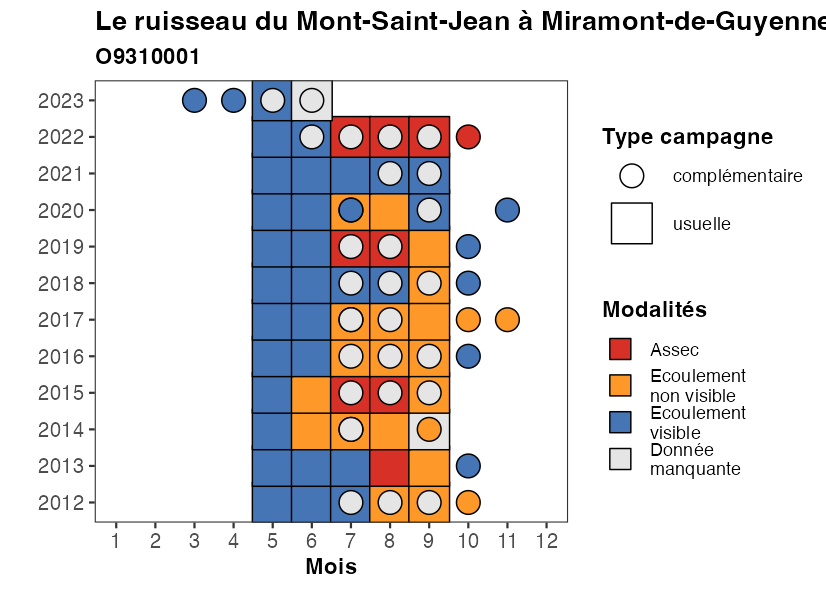 Le ruisseau du Mont-Saint-Jean à Miramont-de-Guyenne
O9310001
2023
2022
2021
2020
2019
2018
2017
2016
2015
2014
2013
2012
1 2 3 4 5 6 7 8 9 10 11 12
Mois
Type campagne
complémentaire
usuelle
Modalités
Assec
Ecoulement
non visible
Ecoulement
visible
Donnée
manquante